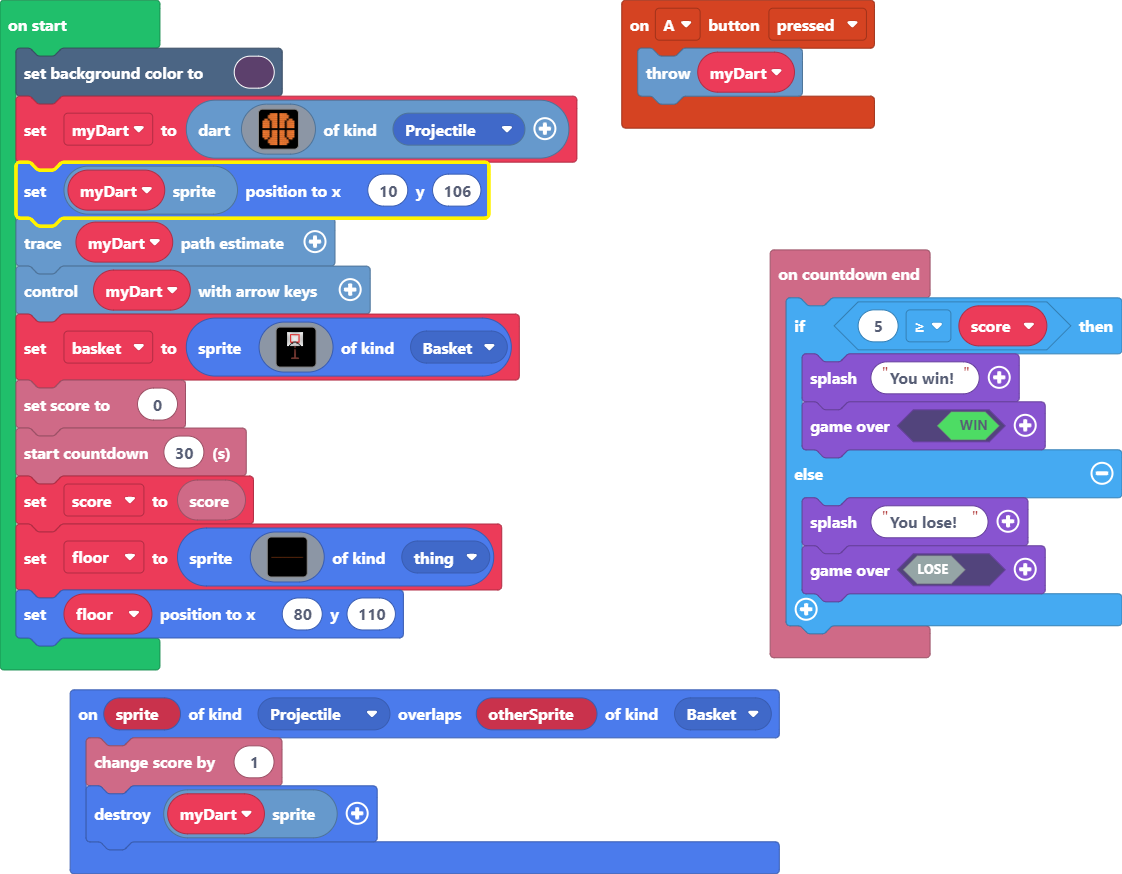 on start
set background color to
set myDart to dart of kind Projectile
set myDart sprite position to x 10 y 106
trace myDart path estimate
control myDart with arrow keys
set basket to sprite of kind Basket
set score to 0
start countdown 30 (s)
set score to score
set floor to sprite of kind thing
set floor position to x 80 y 110
on A button pressed
throw myDart
on countdown end
if 5 ≥ score then
splash "You win!"
game over WIN
else
splash "You lose!"
game over LOSE
on sprite of kind Projectile overlaps otherSprite of kind Basket
change score by 1
destroy myDart sprite